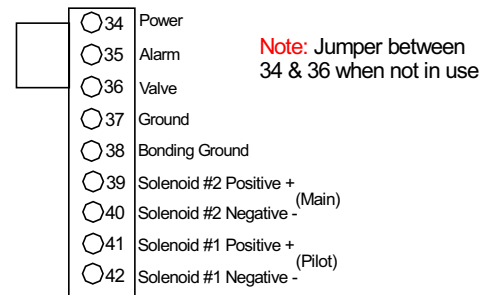 34 Power
35 Alarm
36 Valve
37 Ground
38 Bonding Ground
39 Solenoid #2 Positive +
(Main)
40 Solenoid #2 Negative -
41 Solenoid #1 Positive +
(Pilot)
42 Solenoid #1 Negative -
Note: Jumper between
34 & 36 when not in use